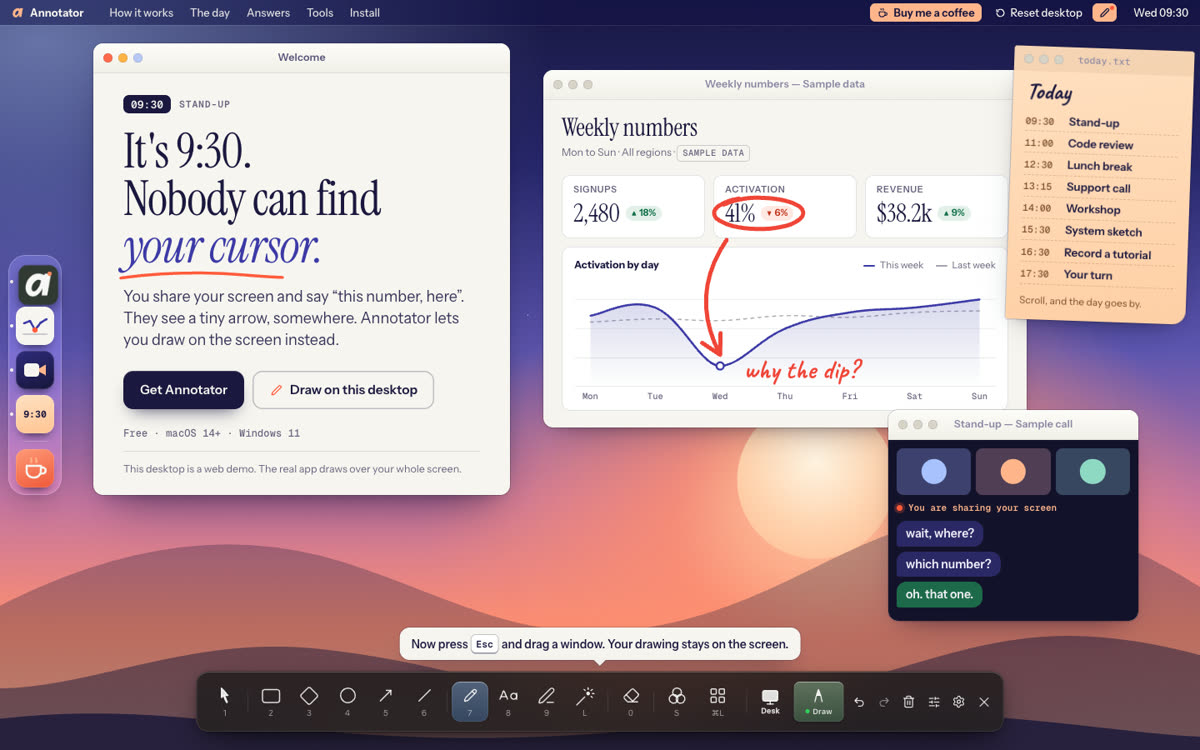 a Annotator How it works The day Answers Tools Install Buy me a coffee Reset desktop Wed 09:30
Welcome
09:30 STAND-UP
It's 9:30.
Nobody can find
your cursor.
You share your screen and say “this number, here”.
They see a tiny arrow, somewhere. Annotator lets
you draw on the screen instead.
Get Annotator Draw on this desktop
Free · macOS 14+ · Windows 11
This desktop is a web demo. The real app draws over your whole screen.
a
9:30
Weekly numbers — Sample data
Weekly numbers
Mon to Sun · All regions · SAMPLE DATA
SIGNUPS ACTIVATION REVENUE
2,480 ▲ 18% 41% ▼ 6% $38.2k ▲ 9%
Activation by day This week Last week
why the dip?
Mon Tue Wed Thu Fri Sat Sun
today.txt
Today
09:30 Stand-up
11:00 Code review
12:30 Lunch break
13:15 Support call
14:00 Workshop
15:30 System sketch
16:30 Record a tutorial
17:30 Your turn
Scroll, and the day goes by.
Stand-up — Sample call
You are sharing your screen
wait, where?
which number?
oh. that one.
Now press Esc and drag a window. Your drawing stays on the screen.
Aa
1 2 3 4 5 6 7 8 9 L 0 S ⌘L Desk Draw